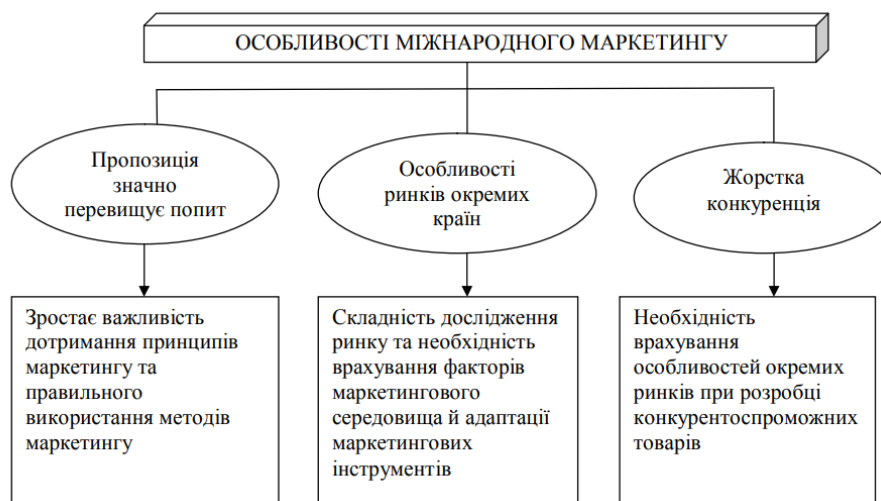 ОСОБЛИВОСТІ МІЖНАРОДНОГО МАРКЕТИНГУ
Пропозиція
значно
перевищує попит
Особливості
ринків окремих
країн
Жорстка
конкуренція
Зростає важливість
дотримання принципів
маркетингу та
правильного
використання методів
маркетингу
Складність дослідження
ринку та необхідність
врахування факторів
маркетингового
середовища й адаптації
маркетингових
інструментів
Необхідність
врахування
особливостей окремих
ринків при розробці
конкурентоспроможних
товарів